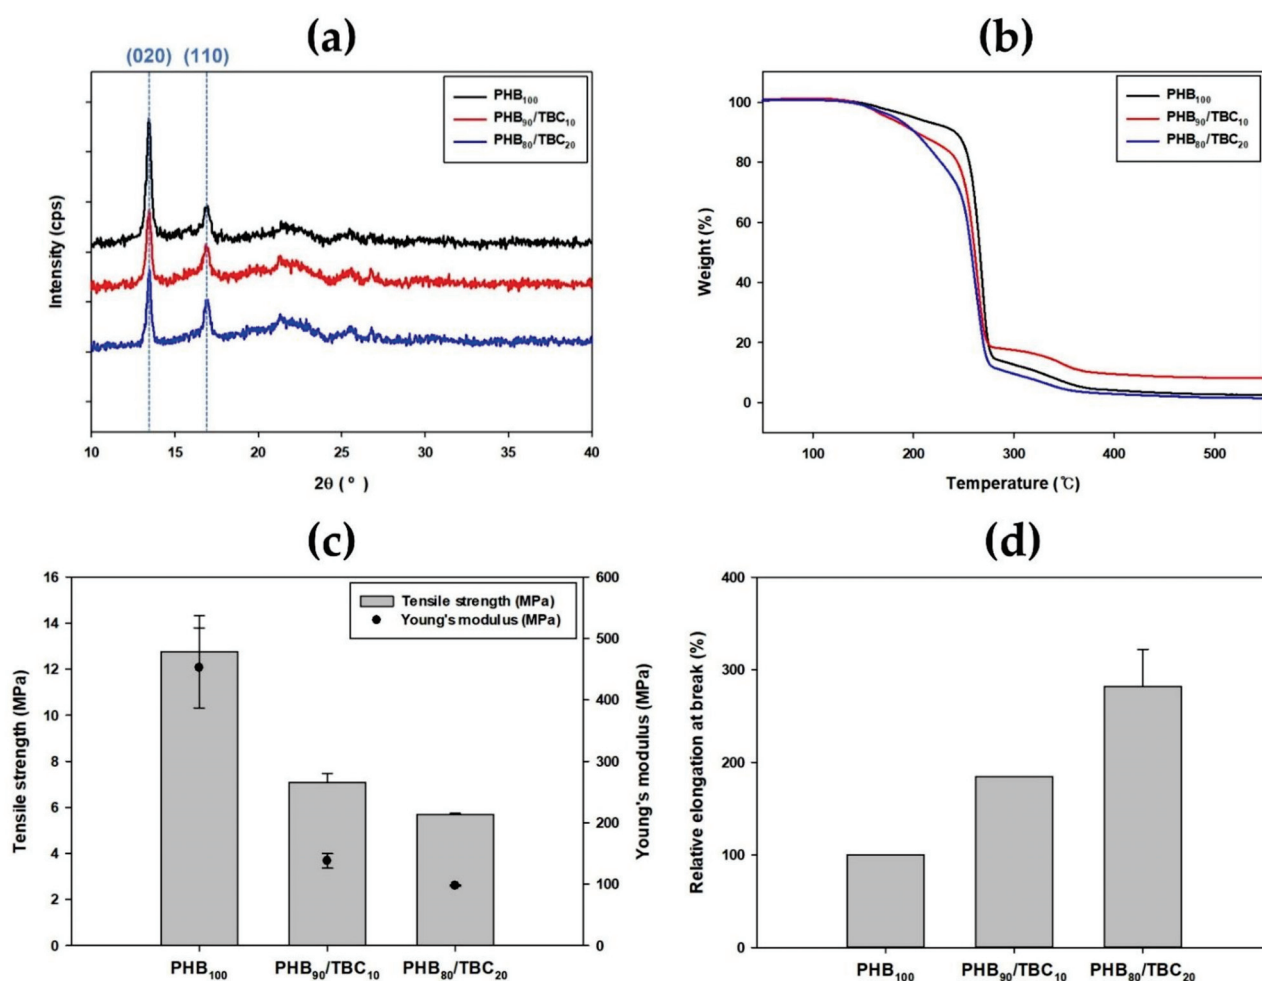 (a)
(020) (110)
PHB₁₀₀
PHB₉₀/TBC₁₀
PHB₈₀/TBC₂₀
Intensity (cps)
10 15 20 25 30 35 40
2θ ( º )
(b)
PHB₁₀₀
PHB₉₀/TBC₁₀
PHB₈₀/TBC₂₀
Weight (%)
100
80
60
40
20
0
100 200 300 400 500
Temperature (℃)
(c)
Tensile strength (MPa)
Young's modulus (MPa)
Tensile strength (MPa)
16
14
12
10
8
6
4
2
0
600
500
400
300
200
100
0
Young's modulus (MPa)
PHB₁₀₀ PHB₉₀/TBC₁₀ PHB₈₀/TBC₂₀
(d)
Relative elongation at break (%)
400
300
200
100
0
PHB₁₀₀ PHB₉₀/TBC₁₀ PHB₈₀/TBC₂₀